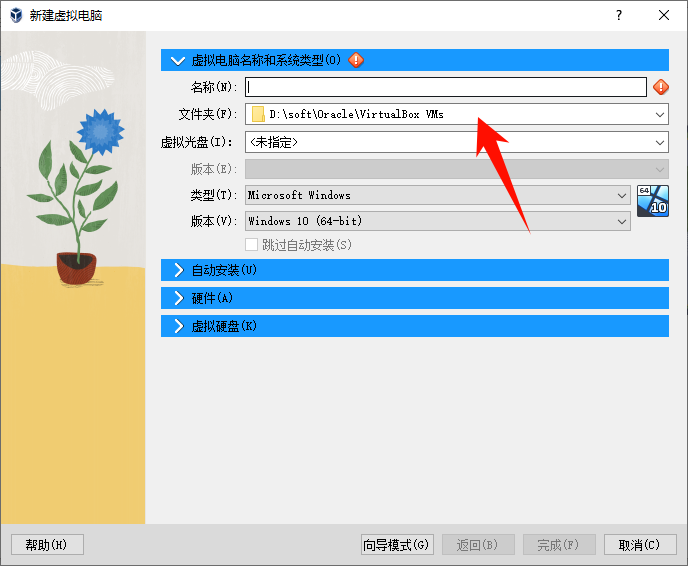 新建虚拟电脑 ?
虚拟电脑名称和系统类型(O)
名称(N):
文件夹(F): D:\soft\Oracle\VirtualBox VMs
虚拟光盘(I): <未指定>
版本(E):
类型(T): Microsoft Windows 64
版本(V): Windows 10 (64-bit) 10
跳过自动安装(S)
自动安装(U)
硬件(A)
虚拟硬盘(K)
帮助(H) 向导模式(G) 返回(B) 完成(F) 取消(C)